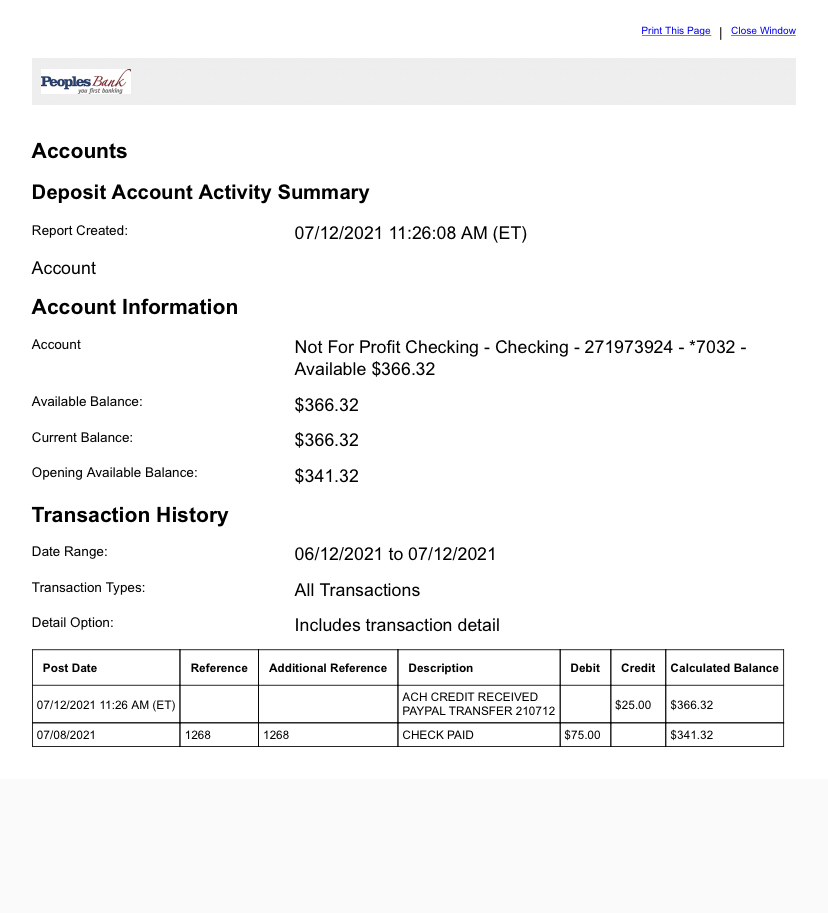 Print This Page | Close Window
Peoples Bank
you first banking
Accounts
Deposit Account Activity Summary
Report Created: 07/12/2021 11:26:08 AM (ET)
Account
Account Information
Account Not For Profit Checking - Checking - 271973924 - *7032 -
Available $366.32
Available Balance: $366.32
Current Balance: $366.32
Opening Available Balance: $341.32
Transaction History
Date Range: 06/12/2021 to 07/12/2021
Transaction Types: All Transactions
Detail Option: Includes transaction detail
Post Date Reference Additional Reference Description Debit Credit Calculated Balance
07/12/2021 11:26 AM (ET) ACH CREDIT RECEIVED PAYPAL TRANSFER 210712 $25.00 $366.32
07/08/2021 1268 1268 CHECK PAID $75.00 $341.32